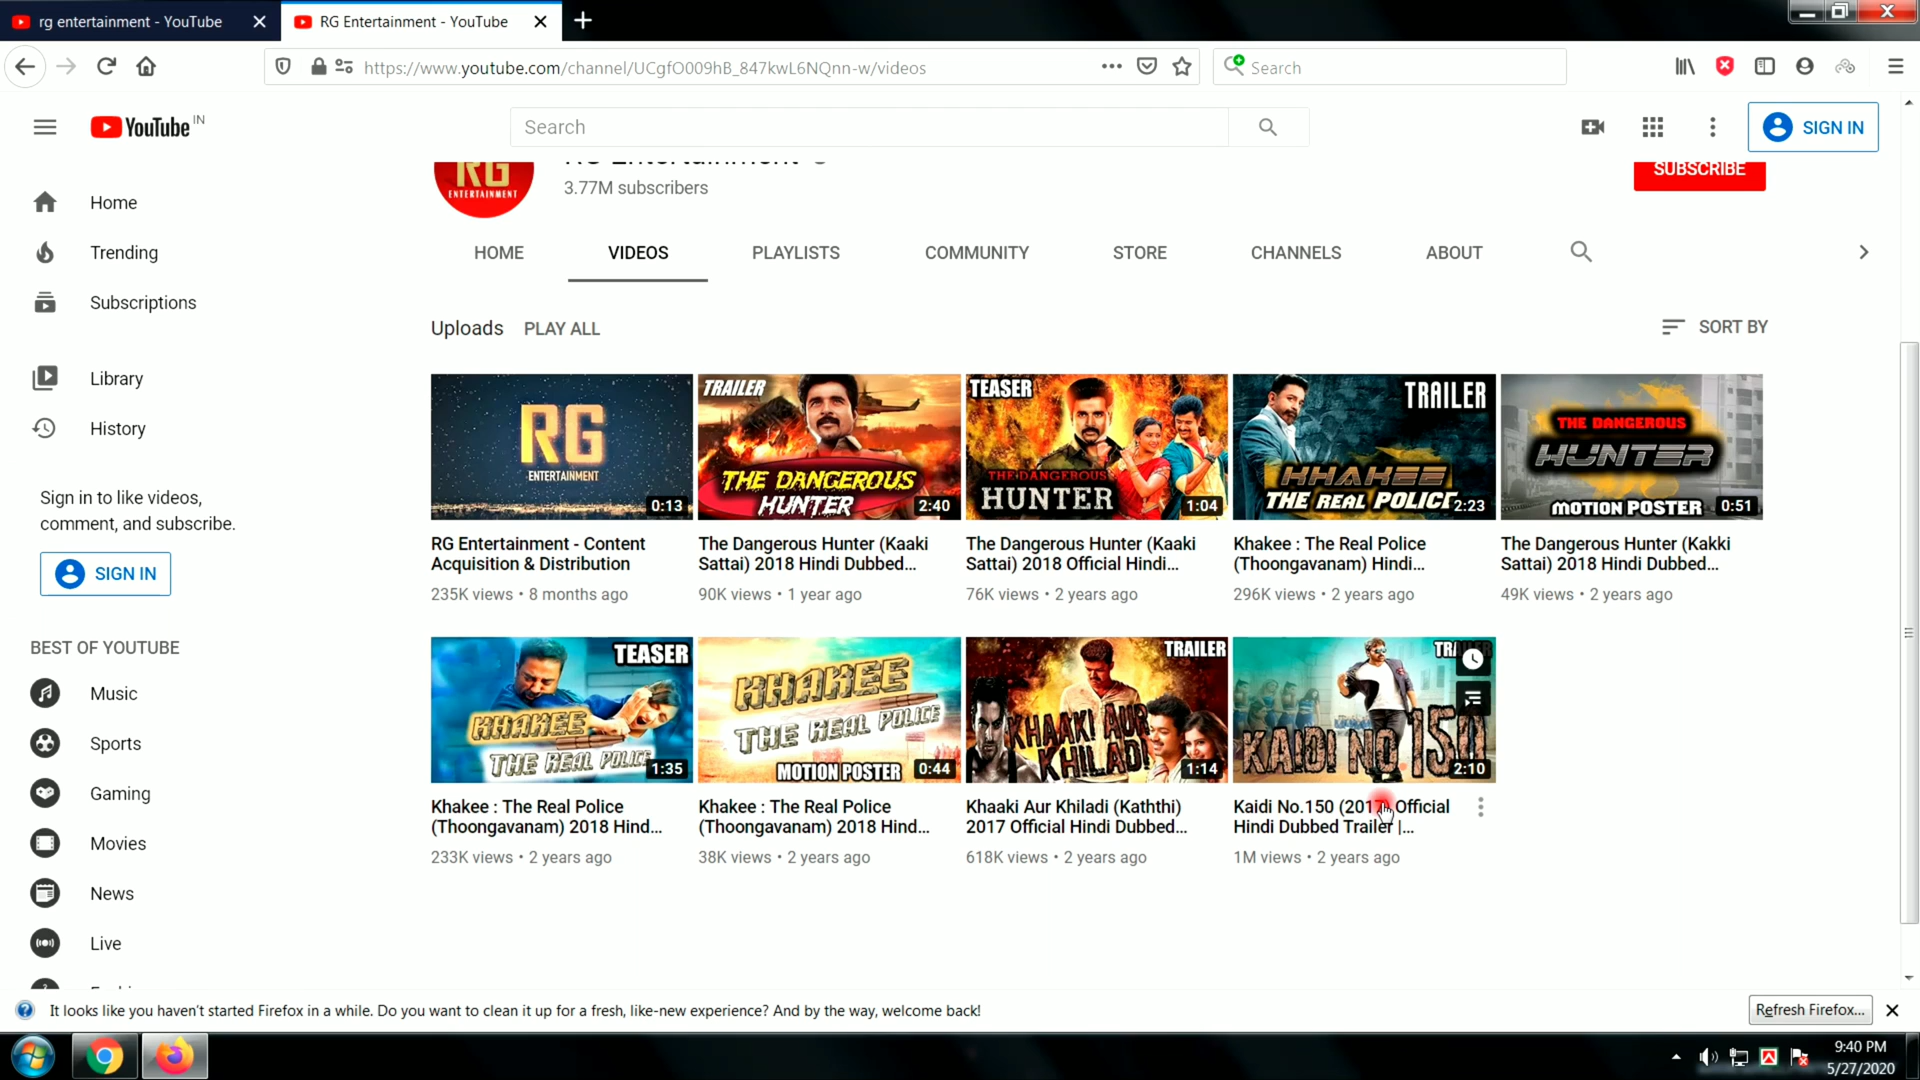 rg entertainment - YouTube
RG Entertainment - YouTube
https://www.youtube.com/channel/UCgfO009hB_847kwL6NQnn-w/videos
Search
YouTube IN
Search
SIGN IN
RG
ENTERTAINMENT
RG Entertainment
3.77M subscribers
SUBSCRIBE
Home
Trending
Subscriptions
Library
History
Sign in to like videos,
comment, and subscribe.
SIGN IN
BEST OF YOUTUBE
Music
Sports
Gaming
Movies
News
Live
HOME
VIDEOS
PLAYLISTS
COMMUNITY
STORE
CHANNELS
ABOUT
Uploads
PLAY ALL
SORT BY
RG
ENTERTAINMENT
0:13
RG Entertainment - Content
Acquisition & Distribution
235K views • 8 months ago
TRAILER
THE DANGEROUS
HUNTER
2:40
The Dangerous Hunter (Kaaki
Sattai) 2018 Hindi Dubbed...
90K views • 1 year ago
TEASER
THE DANGEROUS
HUNTER
1:04
The Dangerous Hunter (Kaaki
Sattai) 2018 Official Hindi...
76K views • 2 years ago
TRAILER
KHAKEE
THE REAL POLICE
2:23
Khakee : The Real Police
(Thoongavanam) Hindi...
296K views • 2 years ago
THE DANGEROUS
HUNTER
MOTION POSTER
0:51
The Dangerous Hunter (Kakki
Sattai) 2018 Hindi Dubbed...
49K views • 2 years ago
TEASER
KHAKEE
THE REAL POLICE
1:35
Khakee : The Real Police
(Thoongavanam) 2018 Hind...
233K views • 2 years ago
KHAKEE
THE REAL POLICE
MOTION POSTER
0:44
Khakee : The Real Police
(Thoongavanam) 2018 Hind...
38K views • 2 years ago
TRAILER
KHAAKI AUR
KHILADI
1:14
Khaaki Aur Khiladi (Kaththi)
2017 Official Hindi Dubbed...
618K views • 2 years ago
TRA
KAIDI NO 150
2:10
Kaidi No.150 (2017) Official
Hindi Dubbed Trailer |...
1M views • 2 years ago
It looks like you haven't started Firefox in a while. Do you want to clean it up for a fresh, like-new experience? And by the way, welcome back!
Refresh Firefox...
9:40 PM
5/27/2020